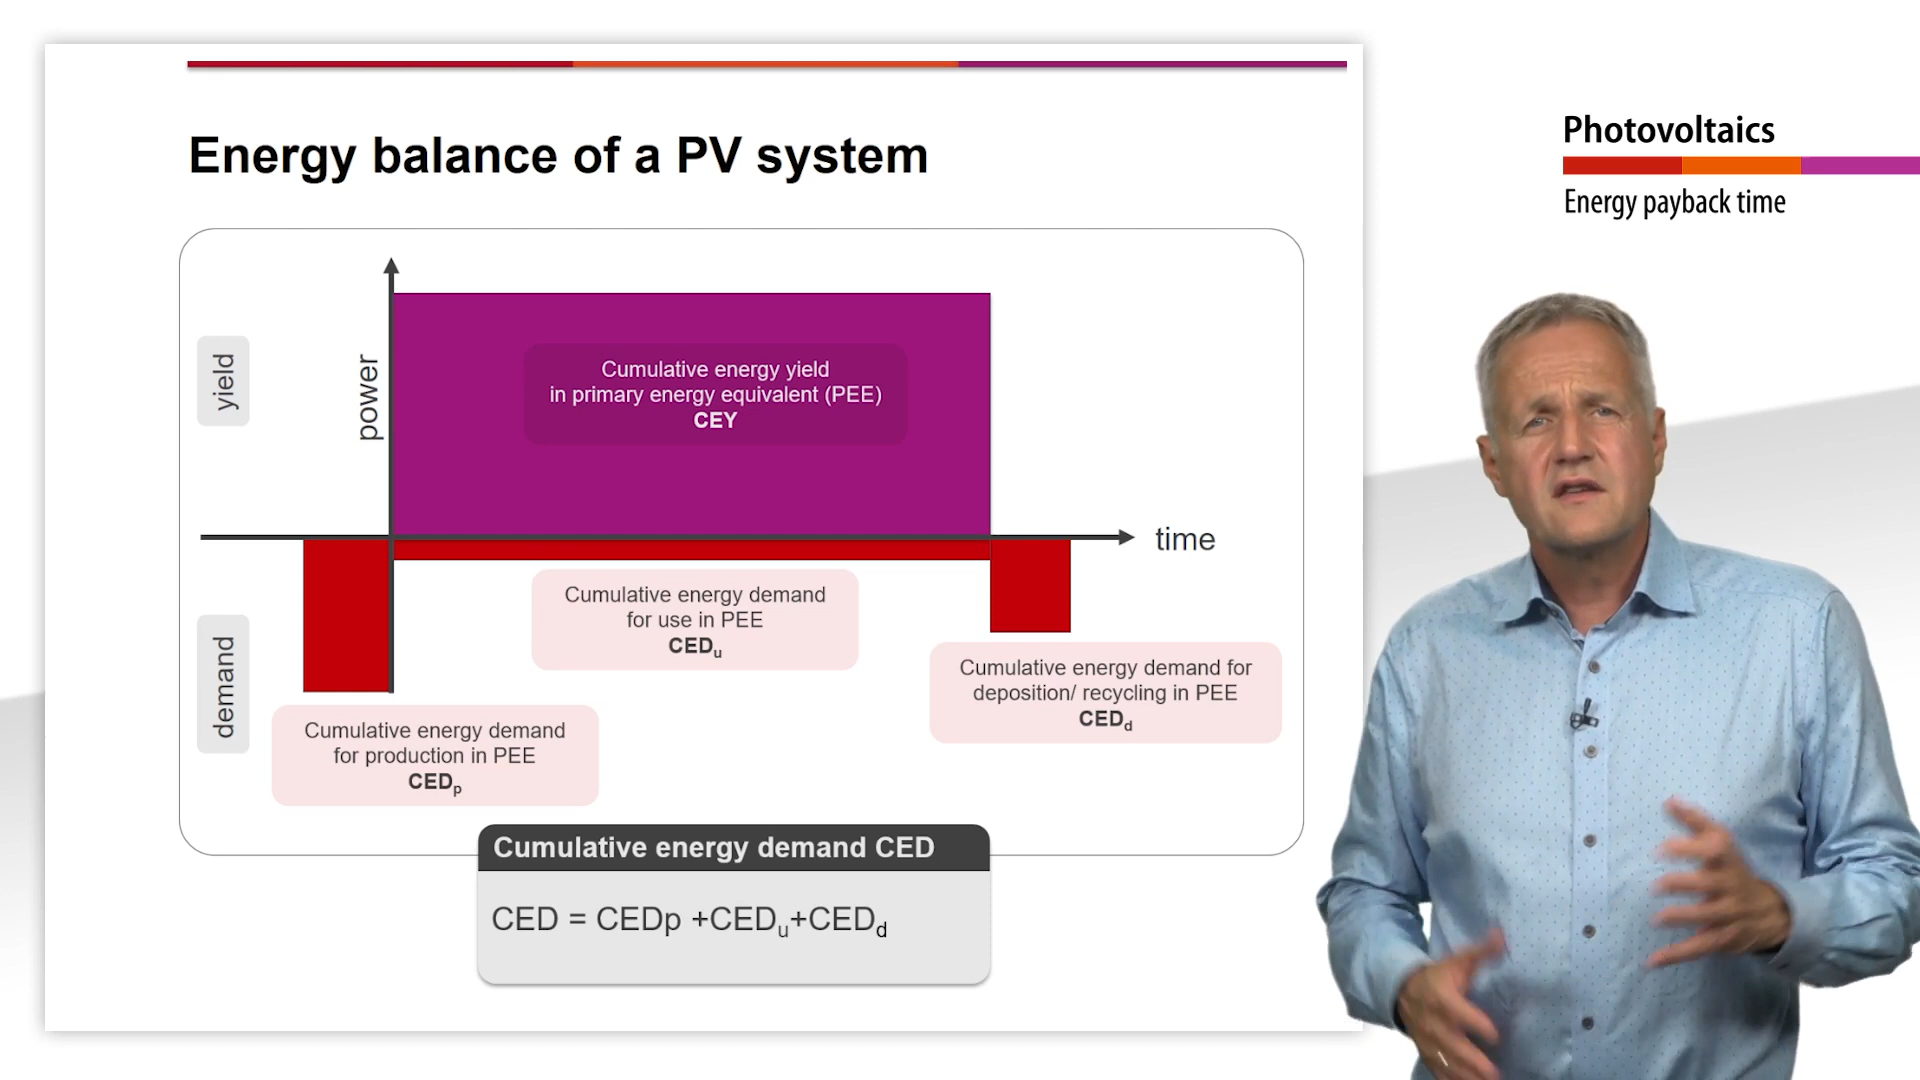 Energy balance of a PV system
Photovoltaics
Energy payback time
yield
power
Cumulative energy yield
in primary energy equivalent (PEE)
CEY
time
demand
Cumulative energy demand
for use in PEE
CEDu
Cumulative energy demand for
deposition/ recycling in PEE
CEDd
Cumulative energy demand
for production in PEE
CEDp
Cumulative energy demand CED
CED = CEDp +CEDu+CEDd